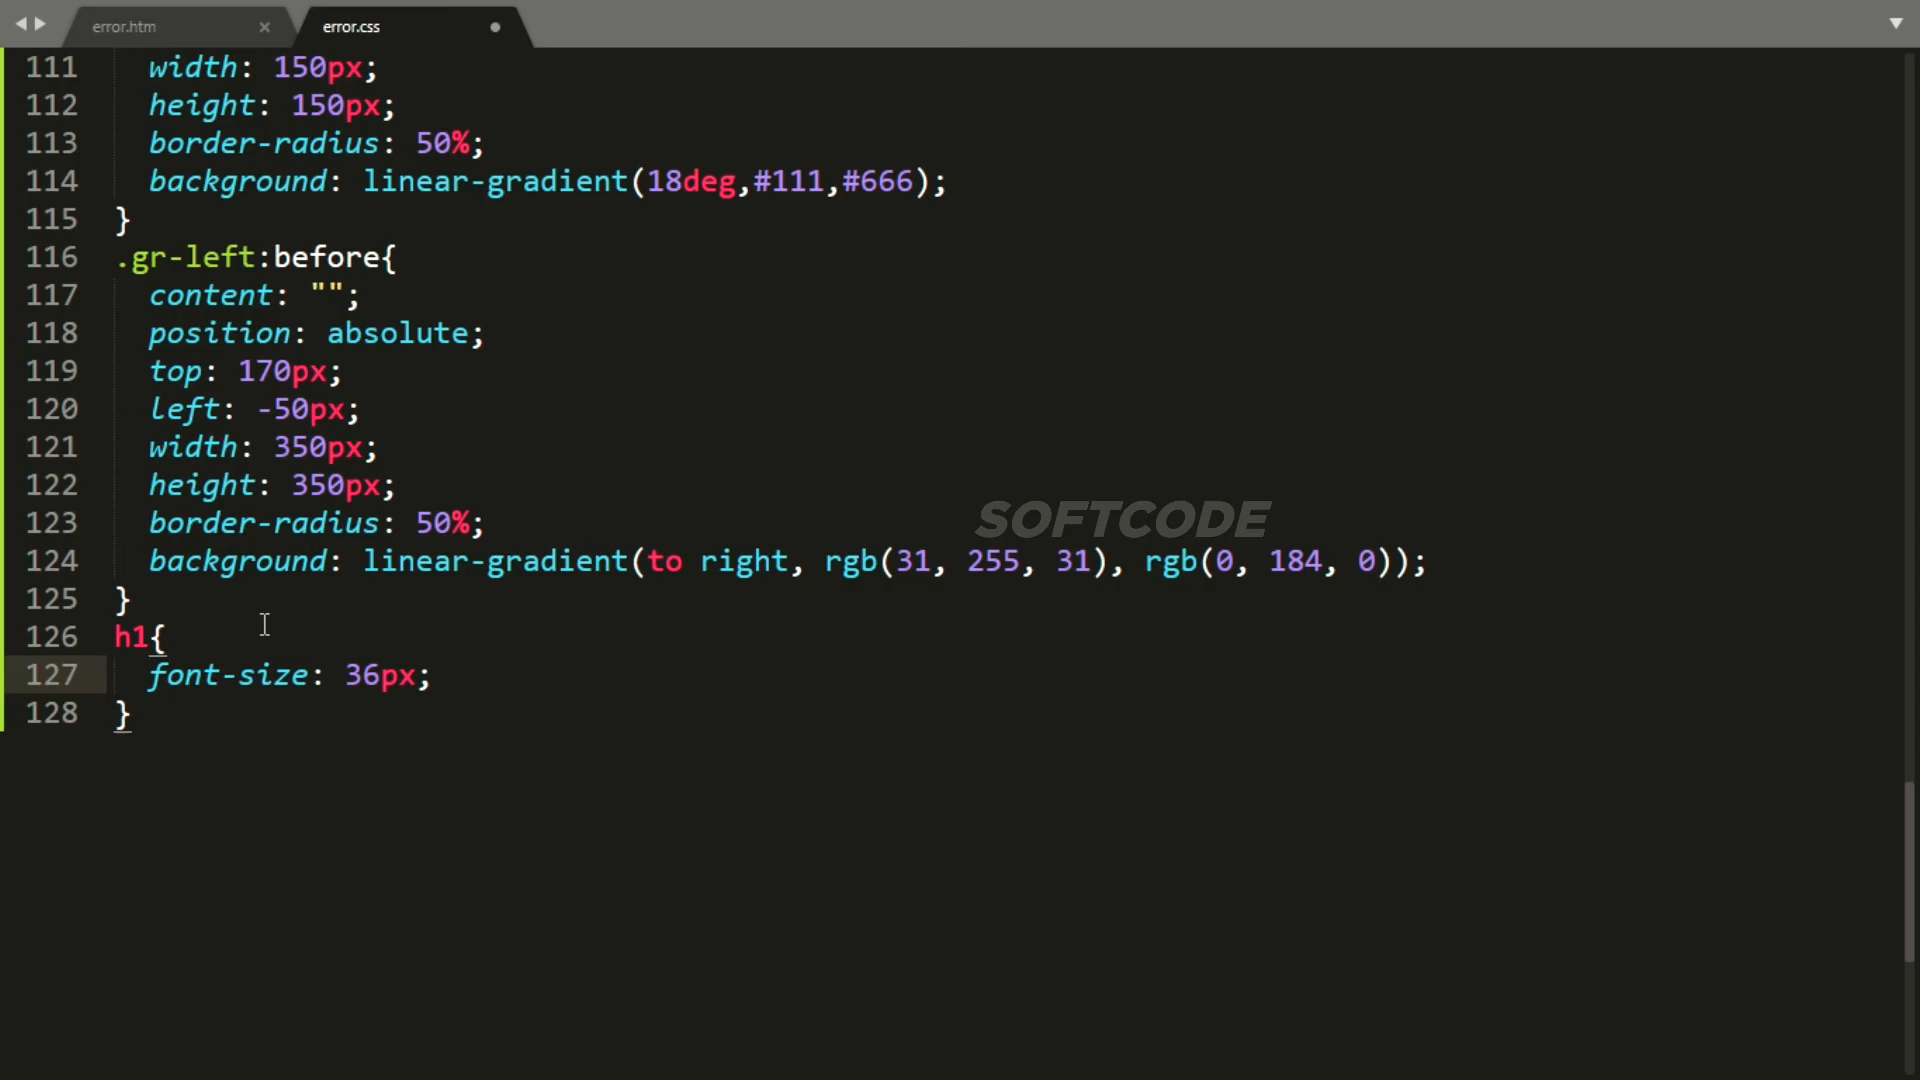 error.htm
error.css
111 width: 150px;
112 height: 150px;
113 border-radius: 50%;
114 background: linear-gradient(18deg,#111,#666);
115 }
116 .gr-left:before{
117 content: "";
118 position: absolute;
119 top: 170px;
120 left: -50px;
121 width: 350px;
122 height: 350px;
123 border-radius: 50%;
124 background: linear-gradient(to right, rgb(31, 255, 31), rgb(0, 184, 0));
125 }
126 h1{
127 font-size: 36px;
128 }
SOFTCODE